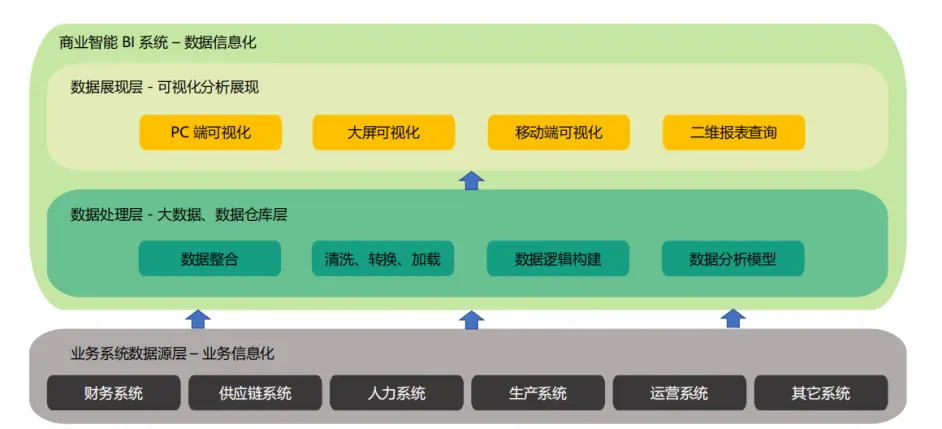 商业智能 BI 系统 – 数据信息化
数据展现层 - 可视化分析展现
PC 端可视化
大屏可视化
移动端可视化
二维报表查询
数据处理层 - 大数据、数据仓库层
数据整合
清洗、转换、加载
数据逻辑构建
数据分析模型
业务系统数据源层 – 业务信息化
财务系统
供应链系统
人力系统
生产系统
运营系统
其它系统